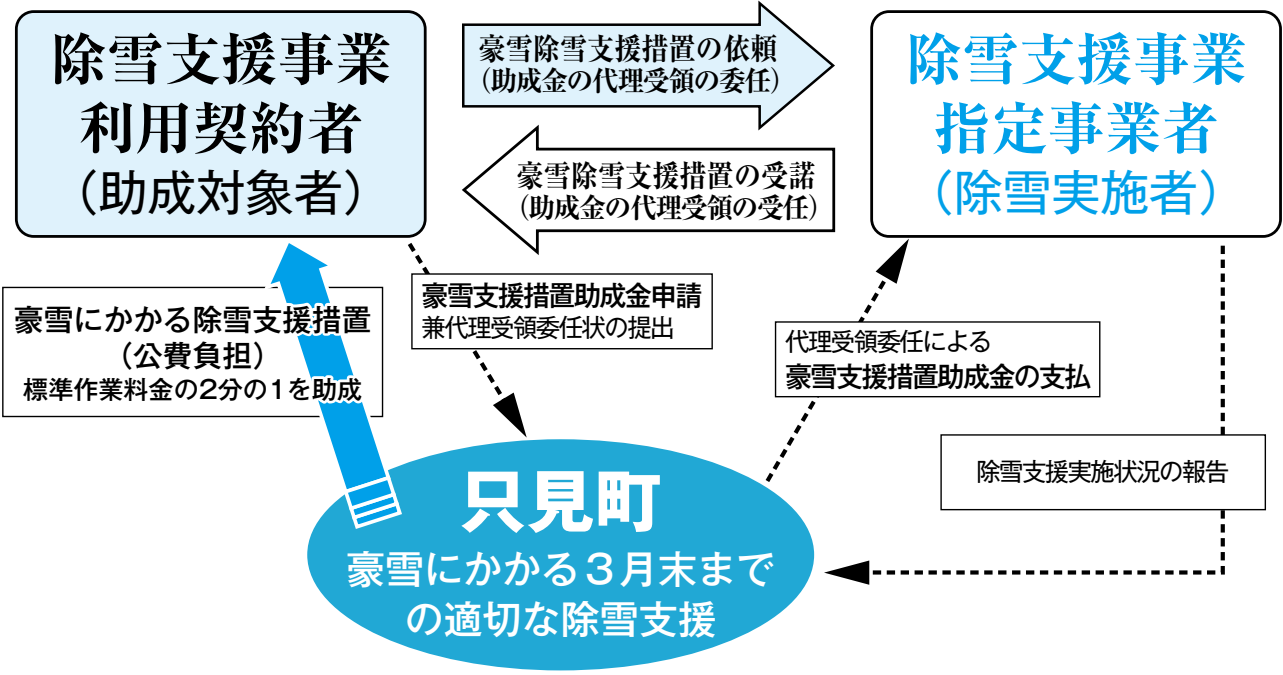 除雪支援事業
利用契約者
（助成対象者）
豪雪除雪支援措置の依頼
（助成金の代理受領の委任）
豪雪除雪支援措置の受諾
（助成金の代理受領の受任）
除雪支援事業
指定事業者
（除雪実施者）
豪雪にかかる除雪支援措置
（公費負担）
標準作業料金の2分の1を助成
豪雪支援措置助成金申請
兼代理受領委任状の提出
代理受領委任による
豪雪支援措置助成金の支払
除雪支援実施状況の報告
只見町
豪雪にかかる３月末まで
の適切な除雪支援